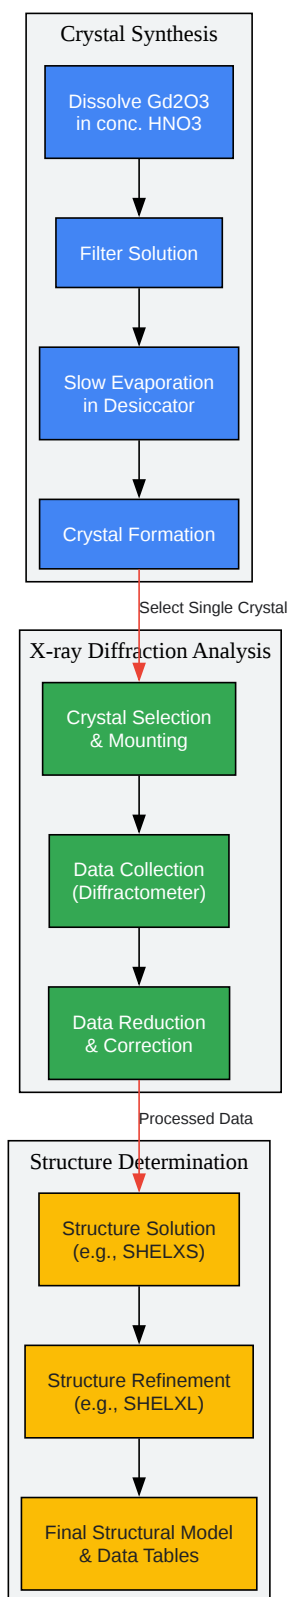 Crystal Synthesis
Dissolve Gd2O3
in conc. HNO3
Filter Solution
Slow Evaporation
in Desiccator
Crystal Formation
Select Single Crystal
X-ray Diffraction Analysis
Crystal Selection
& Mounting
Data Collection
(Diffractometer)
Data Reduction
& Correction
Processed Data
Structure Determination
Structure Solution
(e.g., SHELXS)
Structure Refinement
(e.g., SHELXL)
Final Structural Model
& Data Tables